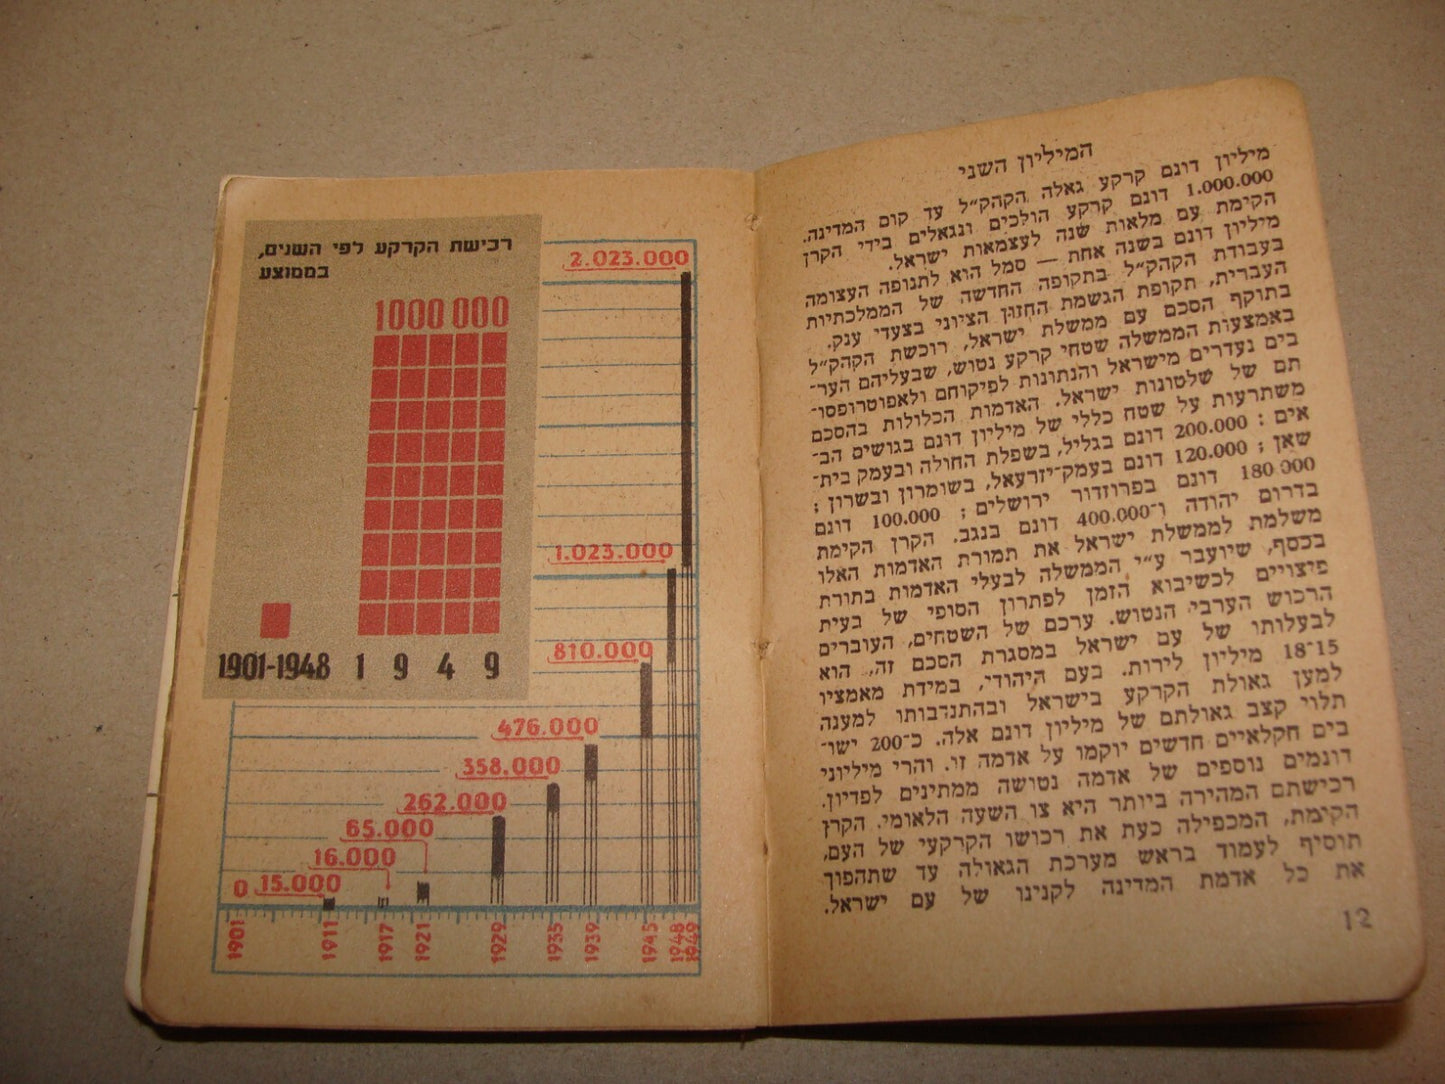 המיליון השני
מיליון דונם קרקע גאלה הקהק״ל עד קום המדינה.
1.000.000 דונם קרקע הולכים ונגאלים בידי הקרן
הקימת עם מלאות שנה לעצמאות ישראל.
מיליון דונם בשנה אחת — סמל הוא לתנופה העצומה
בעבודת הקהק״ל בתקופה החדשה של הממלכתיות
העברית, תקופת הגשמת החזון הציוני בצעדי ענק.
בתוקף הסכם עם ממשלת ישראל, רוכשת הקהק״ל
באמצעות הממשלה שטחי קרקע נטוש, שבעליהם הער־
בים נעדרים מישראל והנתונות לפיקוחם ולאפוטרופסו־
תם של שלטונות ישראל. האדמות הכלולות בהסכם
משתרעות על שטח כללי של מיליון דונם בגושים הב־
אים : 200.000 דונם בגליל, בשפלת החולה ובעמק בית־
שאן ; 120.000 דונם בעמק־יזרעאל, בשומרון ובשרון ;
180.000 דונם בפרוזדור ירושלים ; 100.000 דונם
בדרום יהודה ו־400.000 דונם בנגב. הקרן הקימת
משלמת לממשלת ישראל את תמורת האדמות האלו
בכסף, שיועבר ע״י הממשלה לבעלי האדמות בתורת
פיצויים לכשיבוא הזמן לפתרון הסופי של בעית
הרכוש הערבי הנטוש. ערכם של השטחים, העוברים
לבעלותו של עם ישראל במסגרת הסכם זה, הוא
15־18 מיליון לירות. בעם היהודי, במידת מאמציו
למען גאולת הקרקע בישראל ובהתנדבותו למענה
תלוי קצב גאולתם של מיליון דונם אלה. כ־200 ישו־
בים חקלאיים חדשים יוקמו על אדמה זו. והרי מיליוני
דונמים נוספים של אדמה נטושה ממתינים לפדיון.
רכישתם המהירה ביותר היא צו השעה הלאומי. הקרן
הקימת, המכפילה כעת את רכושו הקרקעי של העם,
תוסיף לעמוד בראש מערכת הגאולה עד שתהפוך
את כל אדמת המדינה לקנינו של עם ישראל.
12
רכישת הקרקע לפי השנים,
בממוצע
1000 000
1901-1948
1 9 4 9
2.023.000
1.023.000
810.000
476.000
358.000
262.000
65.000
16.000
15.000
0
1901
1911
1917
1921
1929
1935
1939
1945
1948
1949